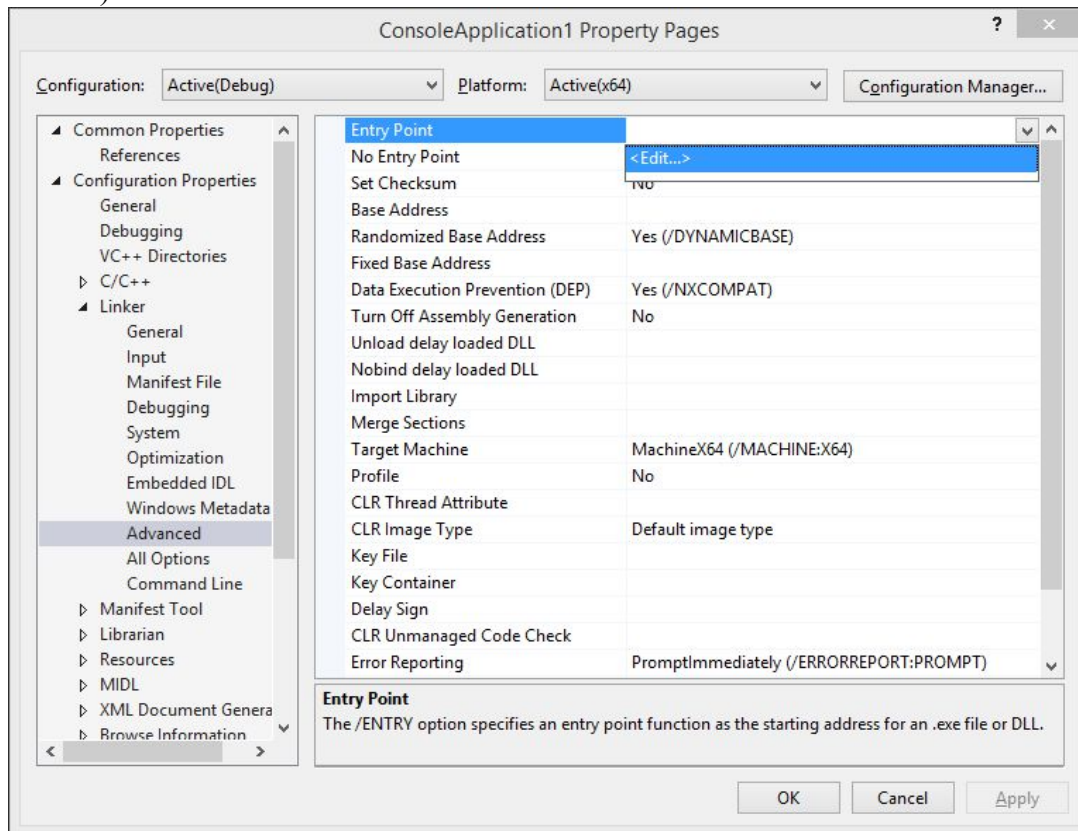 ConsoleApplication1 Property Pages
?
Configuration: Active(Debug) Platform: Active(x64) Configuration Manager...
Common Properties
References
Configuration Properties
General
Debugging
VC++ Directories
C/C++
Linker
General
Input
Manifest File
Debugging
System
Optimization
Embedded IDL
Windows Metadata
Advanced
All Options
Command Line
Manifest Tool
Librarian
Resources
MIDL
XML Document Genera
Browse Information
Entry Point
No Entry Point <Edit...>
Set Checksum No
Base Address
Randomized Base Address Yes (/DYNAMICBASE)
Fixed Base Address
Data Execution Prevention (DEP) Yes (/NXCOMPAT)
Turn Off Assembly Generation No
Unload delay loaded DLL
Nobind delay loaded DLL
Import Library
Merge Sections
Target Machine MachineX64 (/MACHINE:X64)
Profile No
CLR Thread Attribute
CLR Image Type Default image type
Key File
Key Container
Delay Sign
CLR Unmanaged Code Check
Error Reporting PromptImmediately (/ERRORREPORT:PROMPT)
Entry Point
The /ENTRY option specifies an entry point function as the starting address for an .exe file or DLL.
OK Cancel Apply